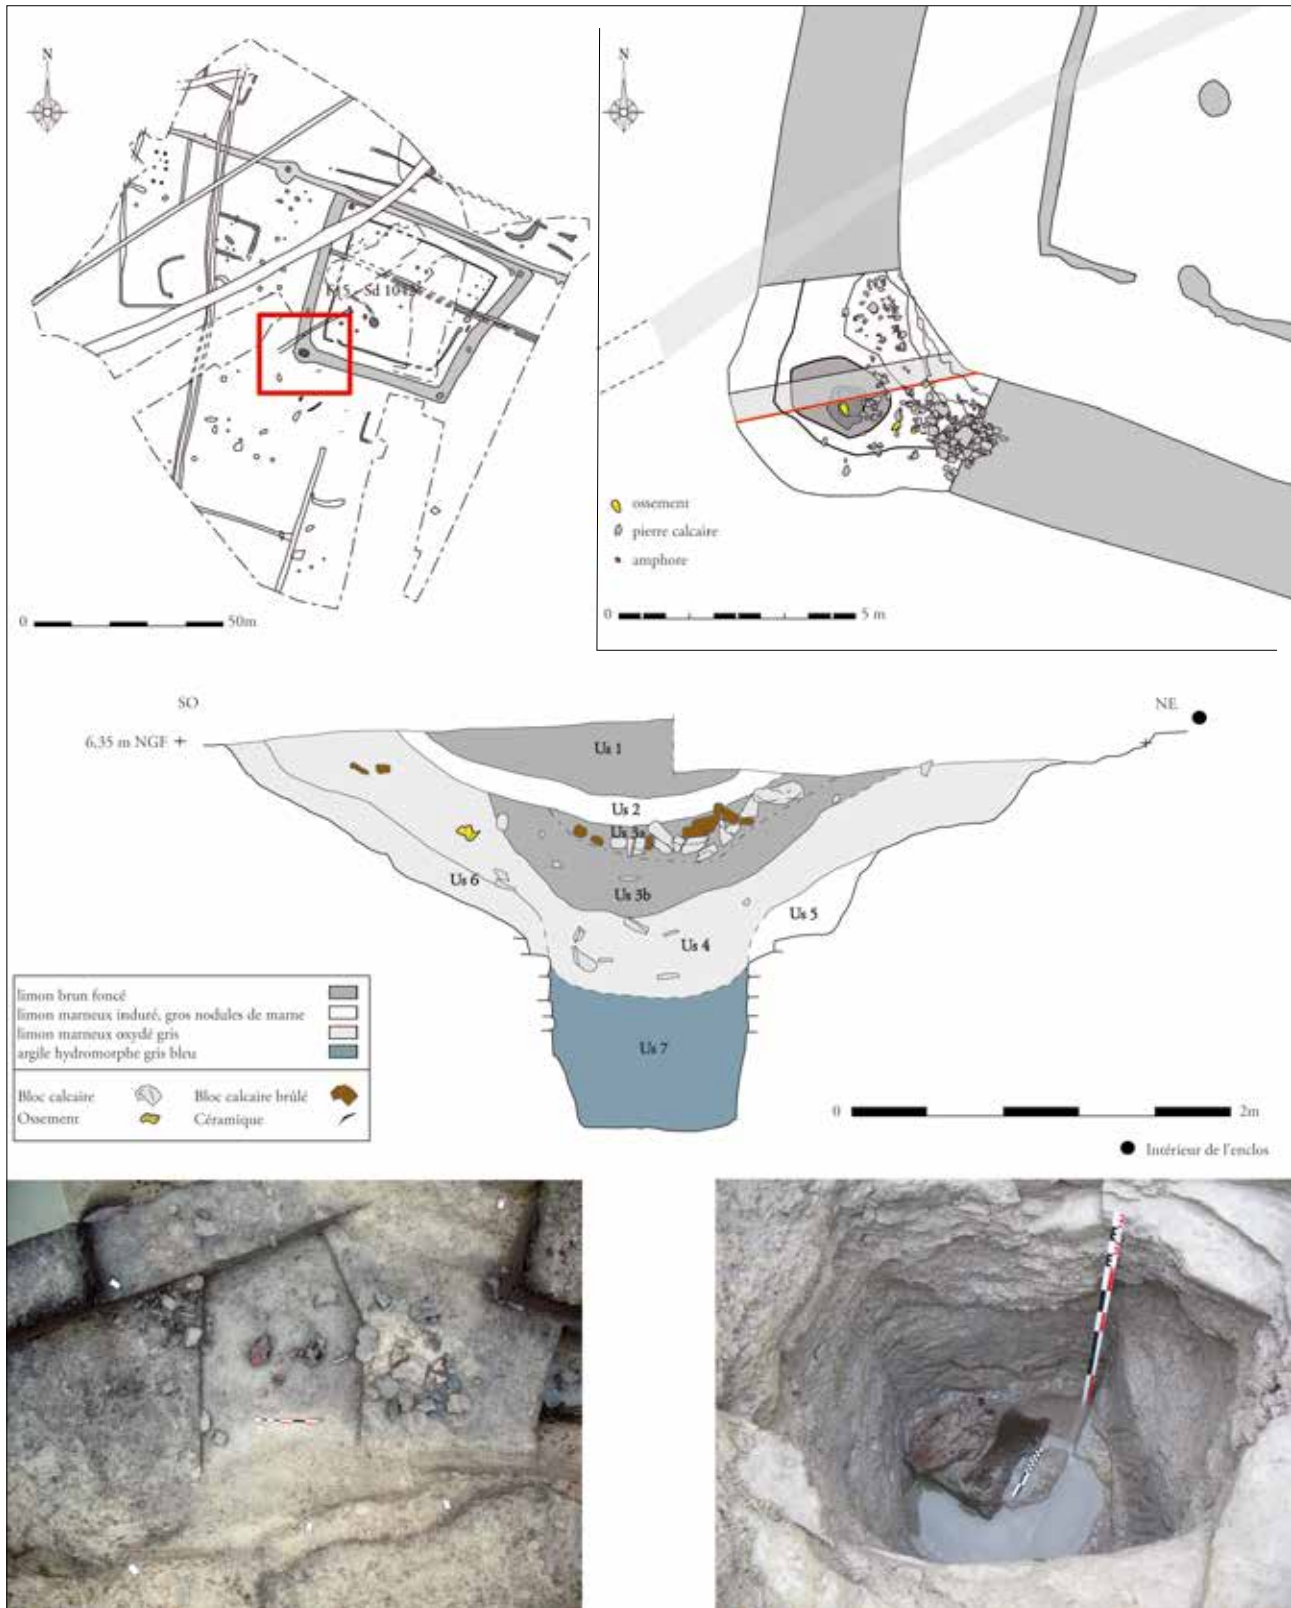 N
0 50m
N
ossement
pierre calcaire
amphore
0 5 m
SO
NE
6,35 m NGF
Us 1
Us 2
Us 3a
Us 3b
Us 6
Us 5
Us 4
Us 7
limon brun foncé
limon marneux induré, gros nodules de marne
limon marneux oxydé gris
argile hydromorphe gris bleu
Bloc calcaire Bloc calcaire brûlé
Ossement Céramique
0 2m
Intérieur de l'enclos